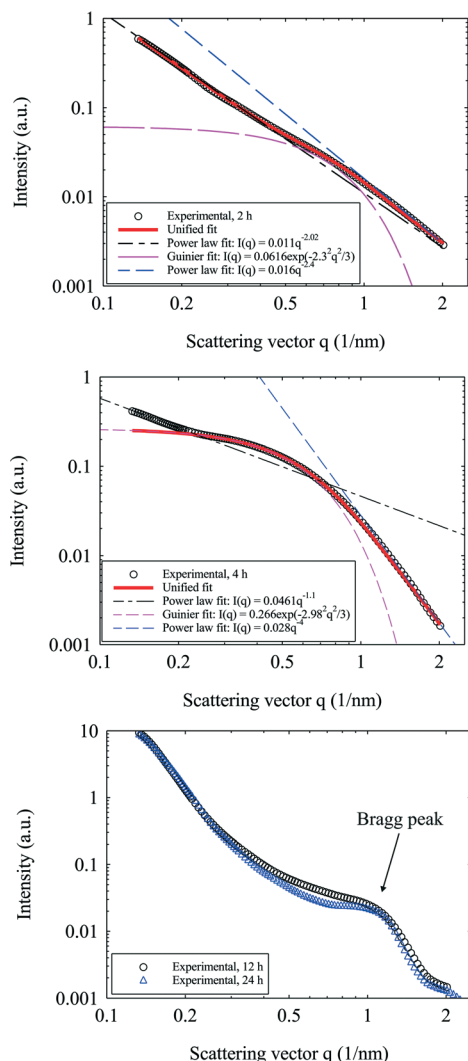 1
0.1
0.01
0.001
Intensity (a.u.)
Experimental, 2 h
Unified fit
Power law fit: I(q) = 0.011q^-2.02
Guinier fit: I(q) = 0.0616exp(-2.3²q²/3)
Power law fit: I(q) = 0.016q^-2.4
0.1 0.2 0.5 1 2
Scattering vector q (1/nm)
1
0.1
0.01
0.001
Intensity (a.u.)
Experimental, 4 h
Unified fit
Power law fit: I(q) = 0.0461q^-1.1
Guinier fit: I(q) = 0.266exp(-2.98²q²/3)
Power law fit: I(q) = 0.028q^-4
0.1 0.2 0.5 1 2
Scattering vector q (1/nm)
10
1
0.1
0.01
0.001
Intensity (a.u.)
Bragg peak
Experimental, 12 h
Experimental, 24 h
0.1 0.2 0.5 1 2
Scattering vector q (1/nm)